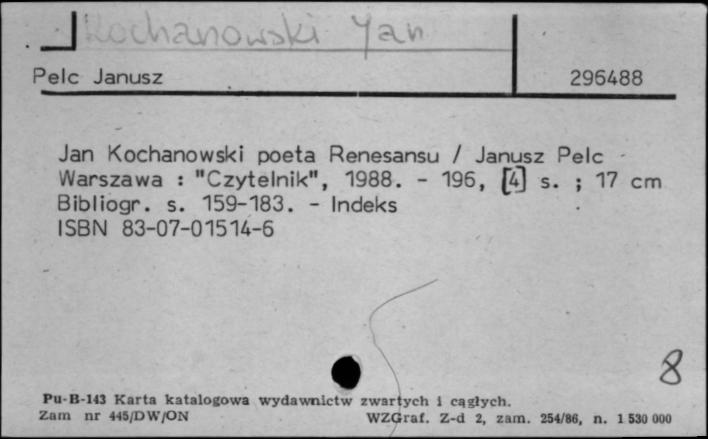 Kochanowski Jan
Pelc Janusz 296488
Jan Kochanowski poeta Renesansu / Janusz Pelc -
Warszawa : "Czytelnik", 1988. - 196, [4] s. ; 17 cm
Bibliogr. s. 159-183. - Indeks
ISBN 83-07-01514-6
8
Pu-B-143 Karta katalogowa wydawnictw zwartych i ciągłych.
Zam nr 445/DW/ON WZGraf. Z-d 2, zam. 254/86, n. 1 530 000